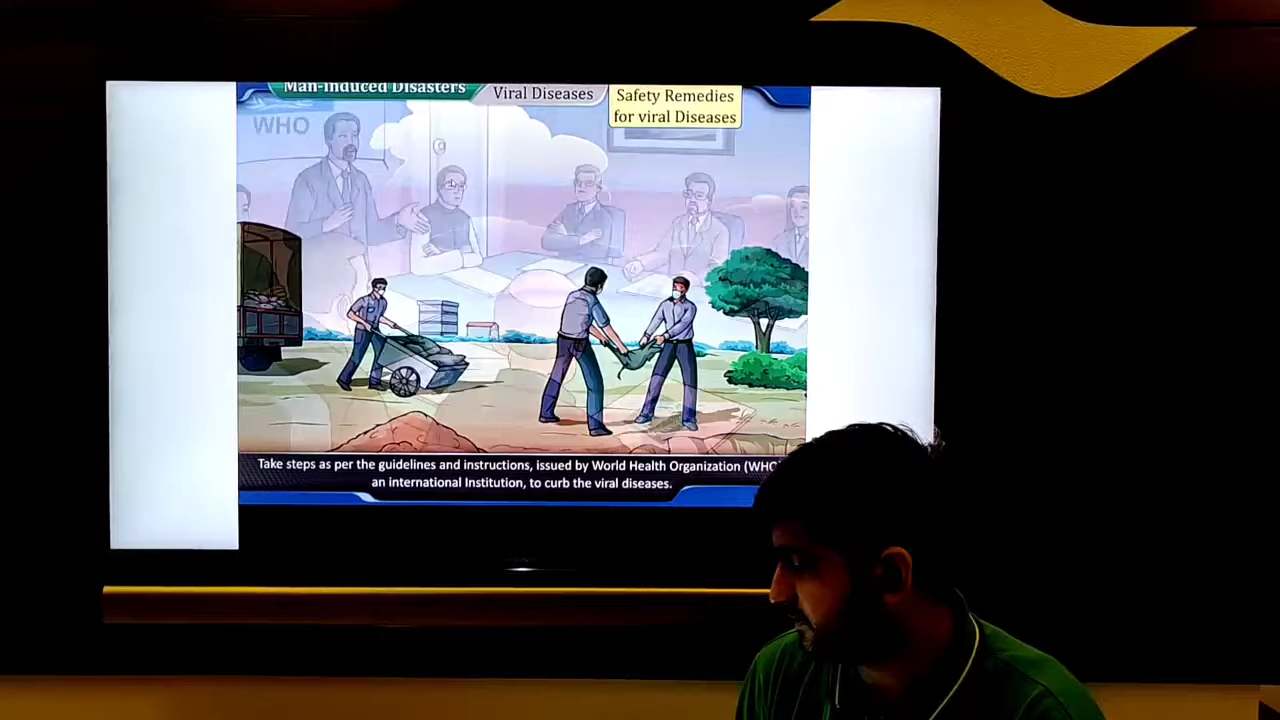 Man-induced Disasters
Viral Diseases
Safety Remedies
for viral Diseases
WHO
Take steps as per the guidelines and instructions, issued by World Health Organization (WHO
an international Institution, to curb the viral diseases.